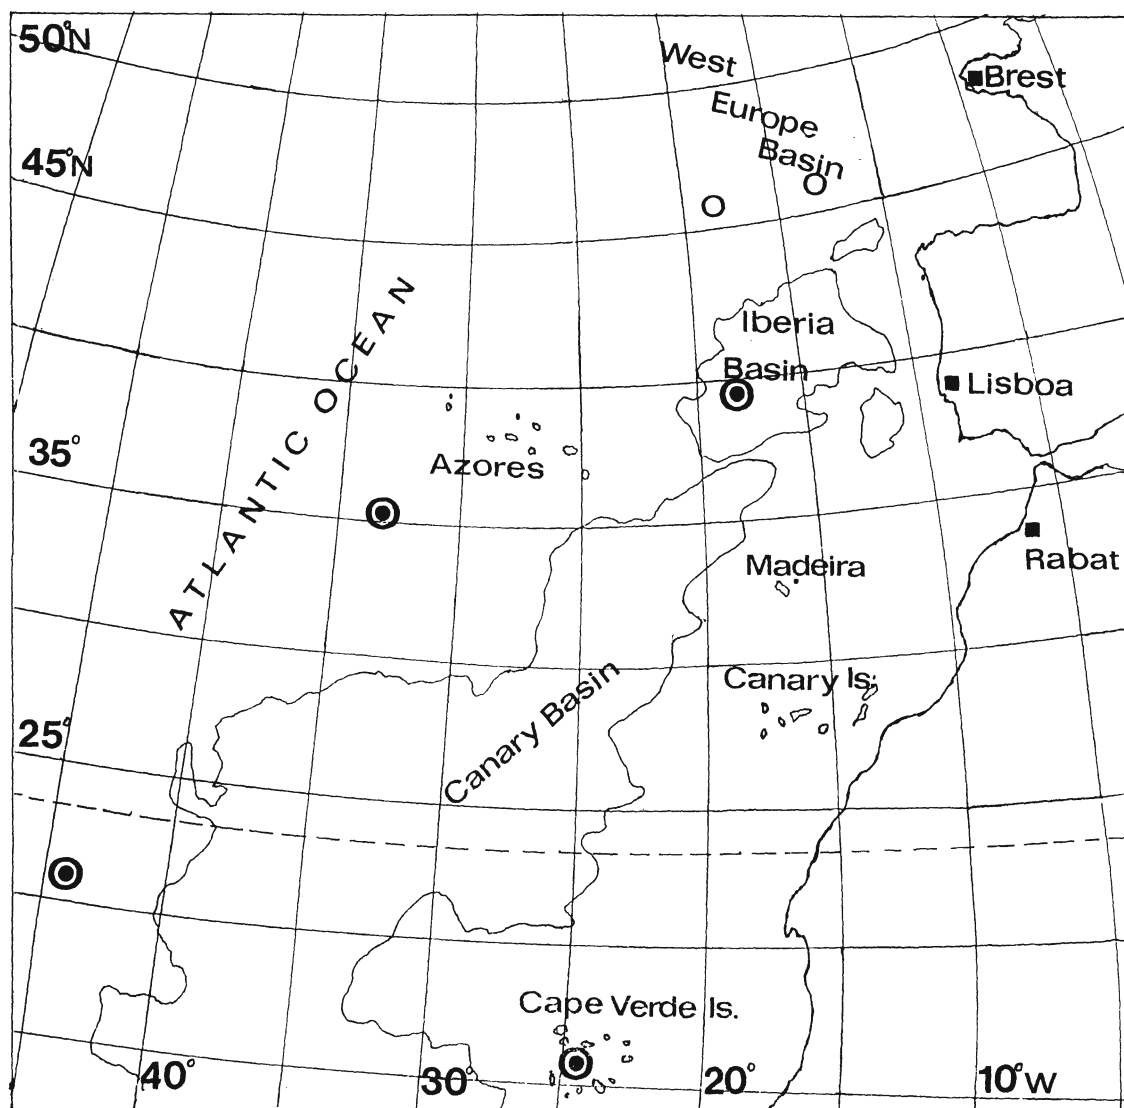 50°N
West
Brest
Europe
45°N
Basin
Iberia
Basin
Lisboa
ATLANTIC OCEAN
35°
Azores
Rabat
Madeira
Canary Is.
Canary Basin
25°
Cape Verde Is.
40°
30°
20°
10°W